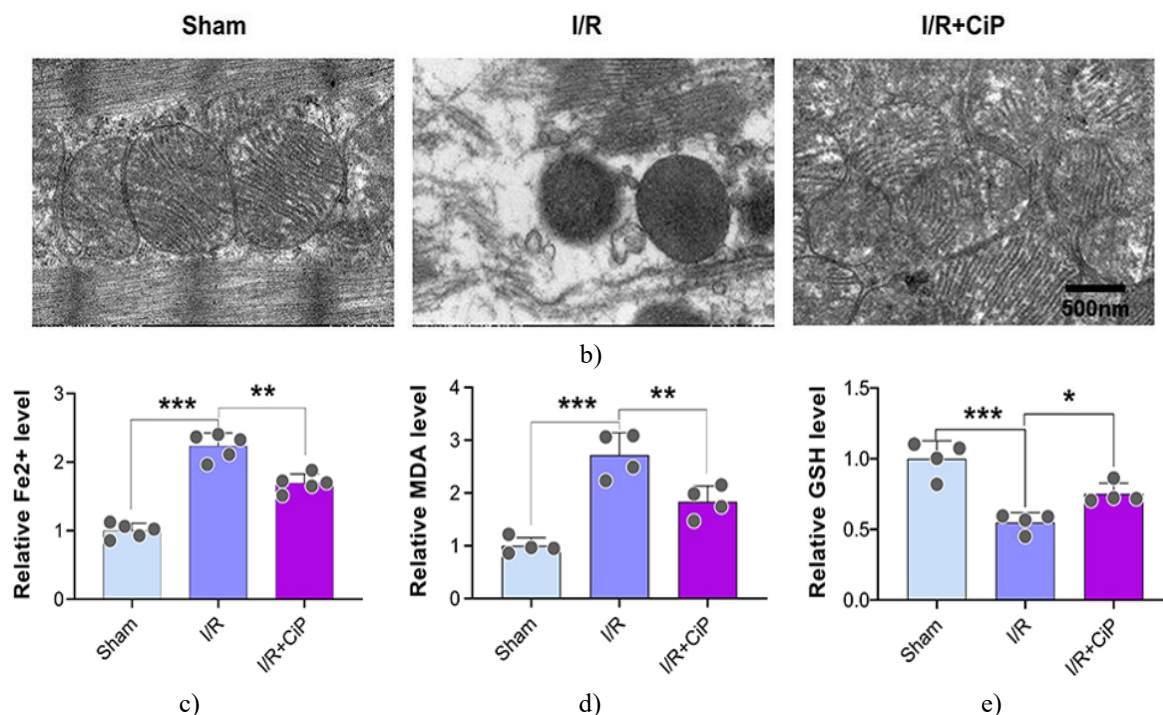 Sham
I/R
I/R+CiP
500nm
b)
Relative Fe2+ level
3
2
1
0
***
**
Sham
I/R
I/R+CiP
c)
Relative MDA level
4
3
2
1
0
***
**
Sham
I/R
I/R+CiP
d)
Relative GSH level
1.5
1.0
0.5
0.0
***
*
Sham
I/R
I/R+CiP
e)